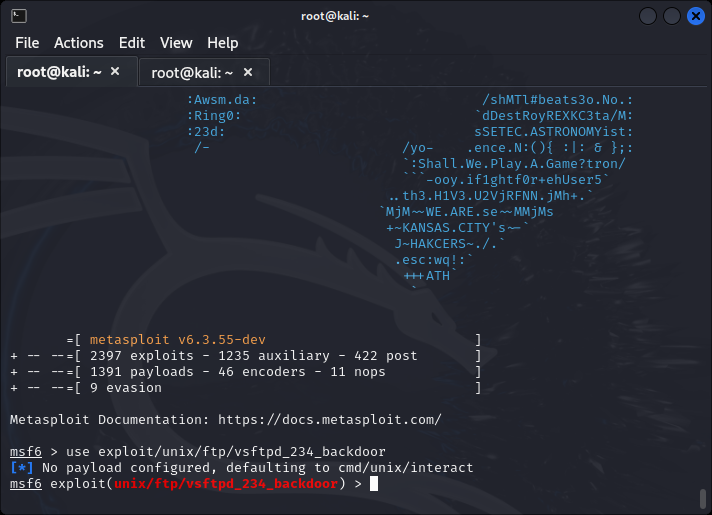 root@kali: ~
File Actions Edit View Help
root@kali: ~ × root@kali: ~ ×
:Awsm.da: /shMTl#beats3o.No.:
:Ring0: `dDestRoyREXKC3ta/M:
:23d: sSETEC.ASTRONOMYist:
/- /yo- .ence.N:(){ :|: & };:
`:Shall.We.Play.A.Game?tron/
```-ooy.if1ghtf0r+ehUser5`
..th3.H1V3.U2VjRFNN.jMh+.`
`MjM~~WE.ARE.se~~MMjMs
+~KANSAS.CITY's~-`
J~HAKCERS~./.`
.esc:wq!:`
+++ATH`
`
=[ metasploit v6.3.55-dev ]
+ -- --=[ 2397 exploits - 1235 auxiliary - 422 post ]
+ -- --=[ 1391 payloads - 46 encoders - 11 nops ]
+ -- --=[ 9 evasion ]
Metasploit Documentation: https://docs.metasploit.com/
msf6 > use exploit/unix/ftp/vsftpd_234_backdoor
[*] No payload configured, defaulting to cmd/unix/interact
msf6 exploit(unix/ftp/vsftpd_234_backdoor) >